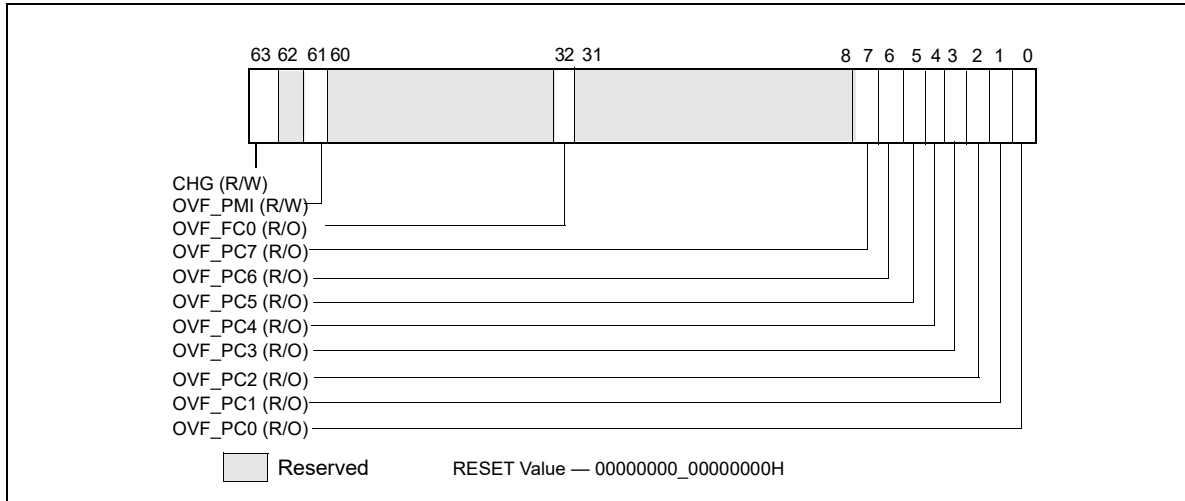 63 62 61 60 32 31 8 7 6 5 4 3 2 1 0
CHG (R/W)
OVF_PMI (R/W)
OVF_FC0 (R/O)
OVF_PC7 (R/O)
OVF_PC6 (R/O)
OVF_PC5 (R/O)
OVF_PC4 (R/O)
OVF_PC3 (R/O)
OVF_PC2 (R/O)
OVF_PC1 (R/O)
OVF_PC0 (R/O)
Reserved RESET Value — 00000000_00000000H